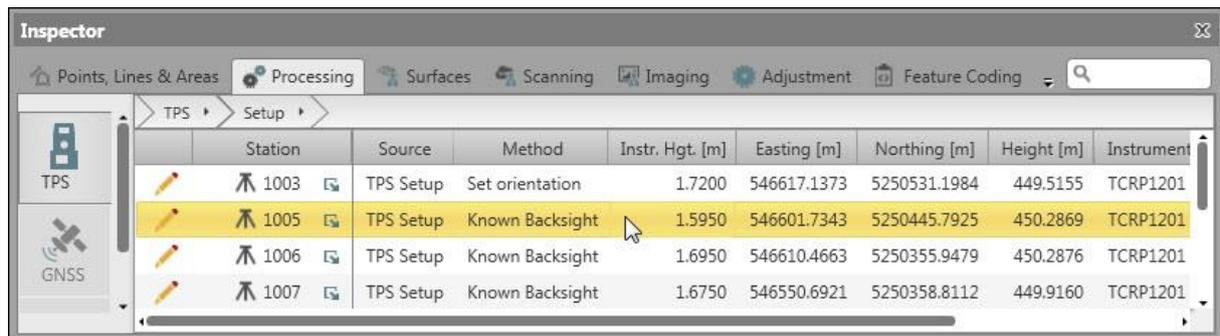 Inspector
Points, Lines & Areas Processing Surfaces Scanning Imaging Adjustment Feature Coding
TPS Setup
TPS
GNSS
Station Source Method Instr. Hgt. [m] Easting [m] Northing [m] Height [m] Instrument
1003 TPS Setup Set orientation 1.7200 546617.1373 5250531.1984 449.5155 TCRP1201
1005 TPS Setup Known Backsight 1.5950 546601.7343 5250445.7925 450.2869 TCRP1201
1006 TPS Setup Known Backsight 1.6950 546610.4663 5250355.9479 450.2876 TCRP1201
1007 TPS Setup Known Backsight 1.6750 546550.6921 5250358.8112 449.9160 TCRP1201